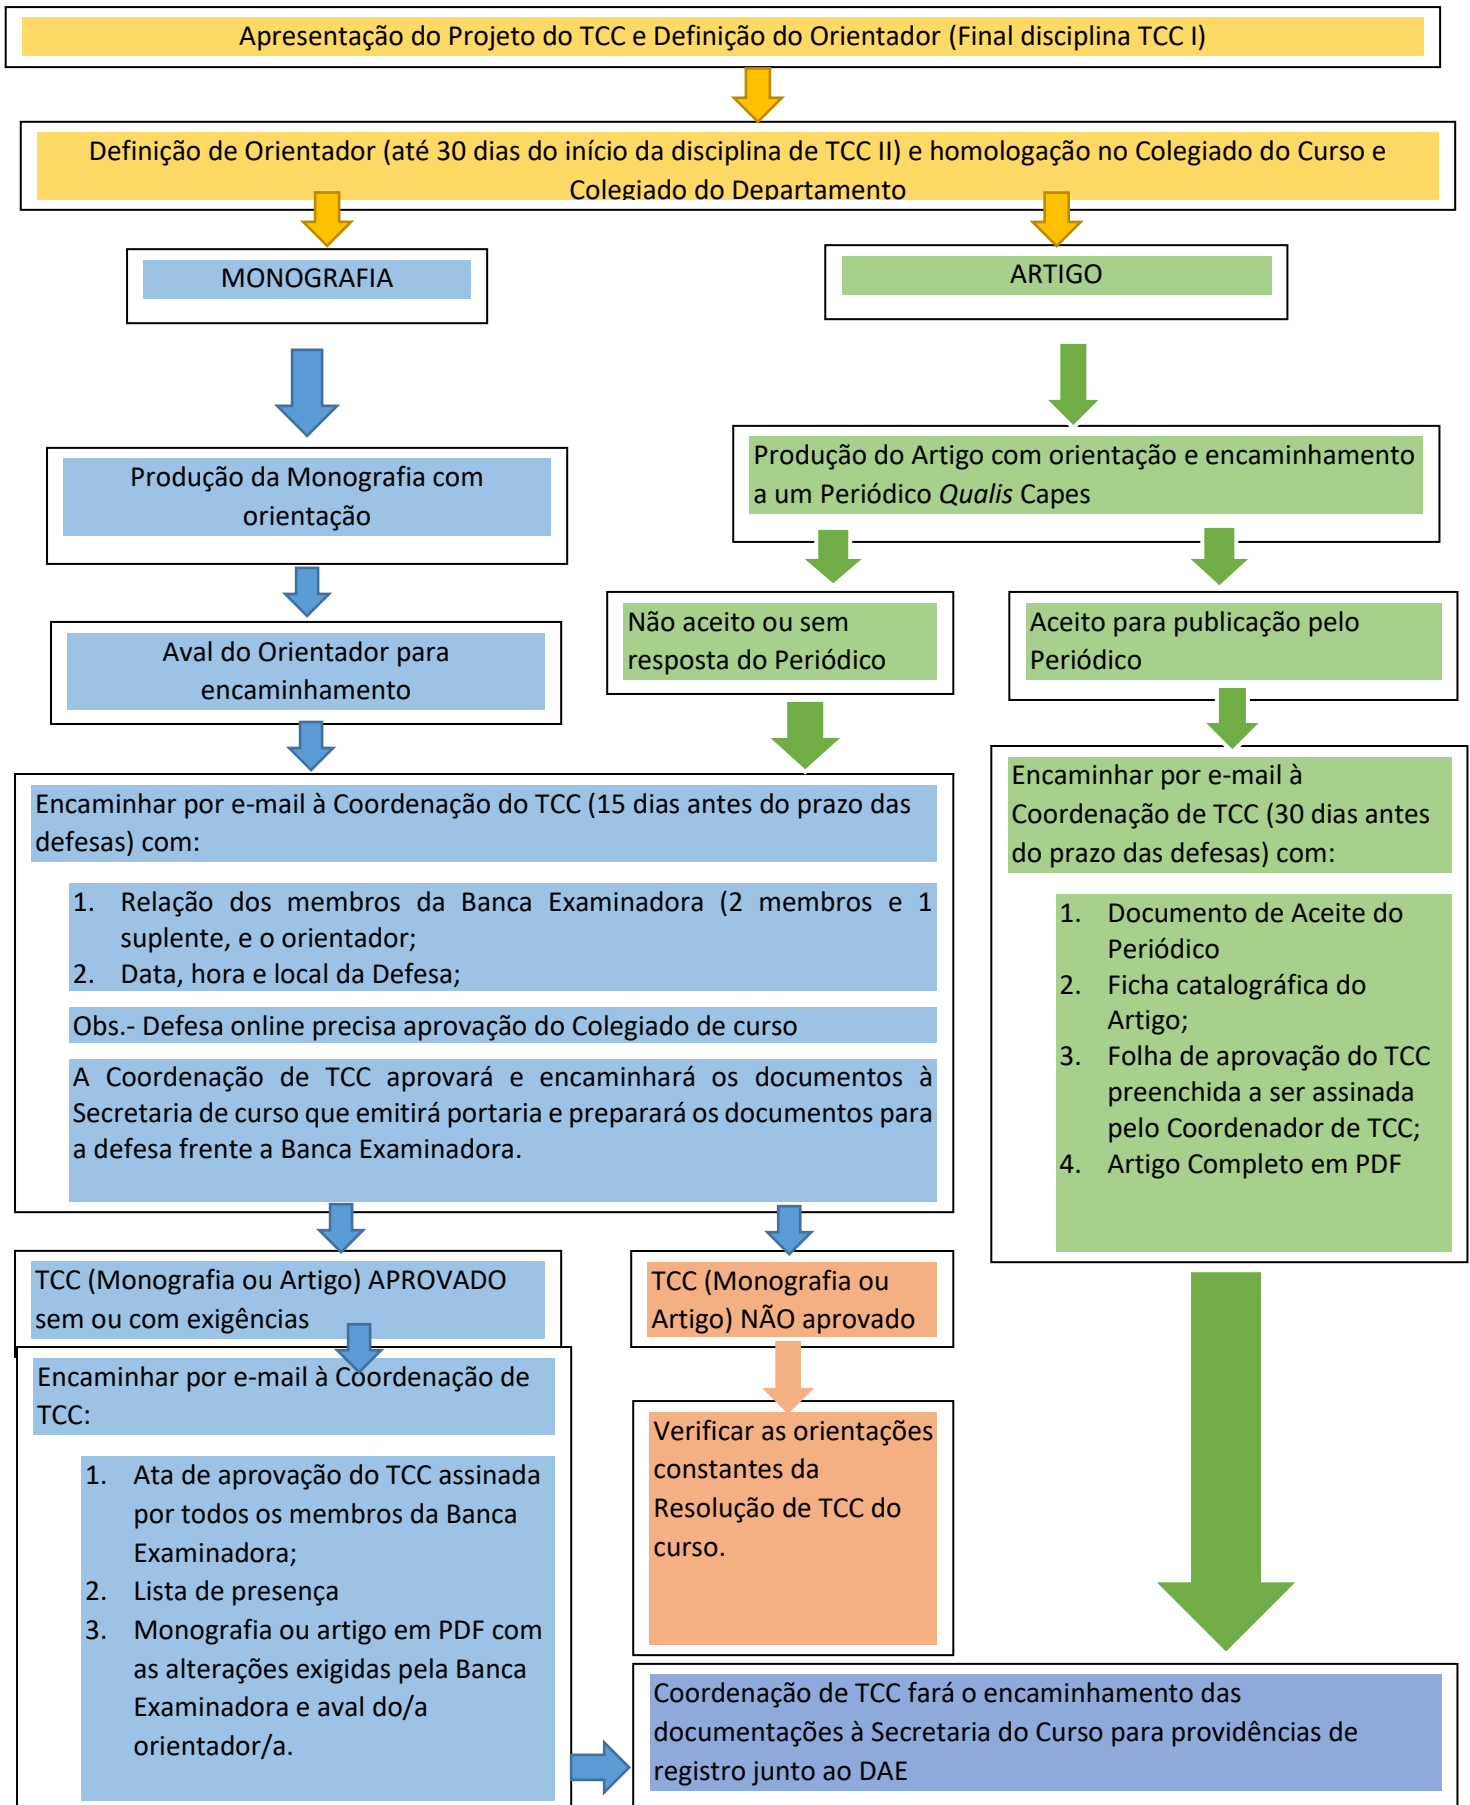 Apresentação do Projeto do TCC e Definição do Orientador (Final disciplina TCC I)
Definição de Orientador (até 30 dias do início da disciplina de TCC II) e homologação no Colegiado do Curso e
Colegiado do Departamento
MONOGRAFIA
ARTIGO
Produção da Monografia com
orientação
Produção do Artigo com orientação e encaminhamento
a um Periódico Qualis Capes
Aval do Orientador para
encaminhamento
Não aceito ou sem
resposta do Periódico
Aceito para publicação pelo
Periódico
Encaminhar por e-mail à Coordenação do TCC (15 dias antes do prazo das
defesas) com:
1. Relação dos membros da Banca Examinadora (2 membros e 1
suplente, e o orientador;
2. Data, hora e local da Defesa;
Obs.- Defesa online precisa aprovação do Colegiado de curso
A Coordenação de TCC aprovará e encaminhará os documentos à
Secretaria de curso que emitirá portaria e preparará os documentos para
a defesa frente a Banca Examinadora.
Encaminhar por e-mail à
Coordenação de TCC (30 dias antes
do prazo das defesas) com:
1. Documento de Aceite do
Periódico
2. Ficha catalográfica do
Artigo;
3. Folha de aprovação do TCC
preenchida a ser assinada
pelo Coordenador de TCC;
4. Artigo Completo em PDF
TCC (Monografia ou Artigo) APROVADO
sem ou com exigências
TCC (Monografia ou
Artigo) NÃO aprovado
Encaminhar por e-mail à Coordenação de
TCC:
1. Ata de aprovação do TCC assinada
por todos os membros da Banca
Examinadora;
2. Lista de presença
3. Monografia ou artigo em PDF com
as alterações exigidas pela Banca
Examinadora e aval do/a
orientador/a.
Verificar as orientações
constantes da
Resolução de TCC do
curso.
Coordenação de TCC fará o encaminhamento das
documentações à Secretaria do Curso para providências de
registro junto ao DAE